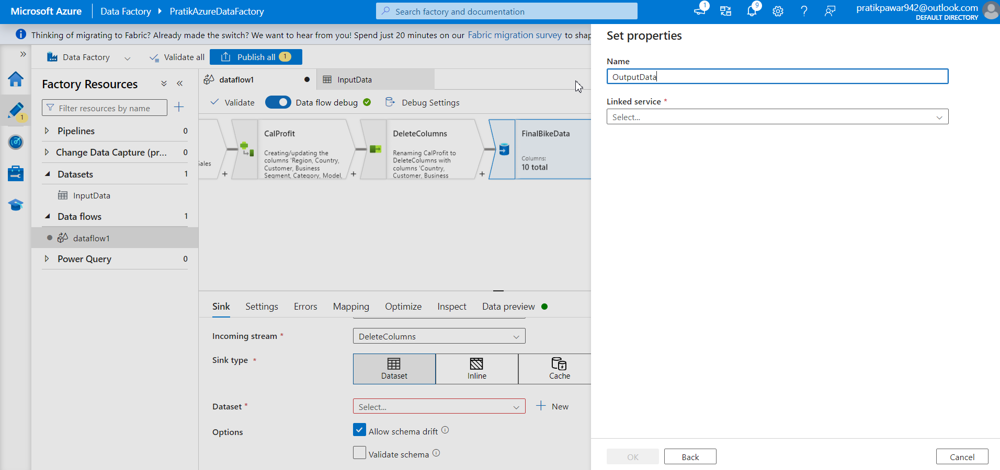 Microsoft Azure
Data Factory
PratikAzureDataFactory
Search factory and documentation
1
9
pratikpawar942@outlook.com
DEFAULT DIRECTORY
Thinking of migrating to Fabric? Already made the switch? We want to hear from you! Spend just 20 minutes on our Fabric migration survey to shap
Data Factory
Validate all
Publish all 1
Factory Resources
Filter resources by name
1
Pipelines 0
Change Data Capture (pr... 0
Datasets 1
InputData
Data flows 1
dataflow1
Power Query 0
dataflow1
InputData
Validate
Data flow debug
Debug Settings
ales
+
CalProfit
Creating/updating the
columns 'Region, Country,
Customer, Business
Segment, Category, Model,
+
DeleteColumns
Renaming CalProfit to
DeleteColumns with
columns 'Country,
Customer, Business
+
FinalBikeData
Columns:
10 total
Sink
Settings
Errors
Mapping
Optimize
Inspect
Data preview
Incoming stream *
DeleteColumns
Sink type *
Dataset
Inline
Cache
Dataset *
Select...
New
Options
Allow schema drift
Validate schema
Set properties
Name
OutputData
Linked service *
Select...
OK
Back
Cancel